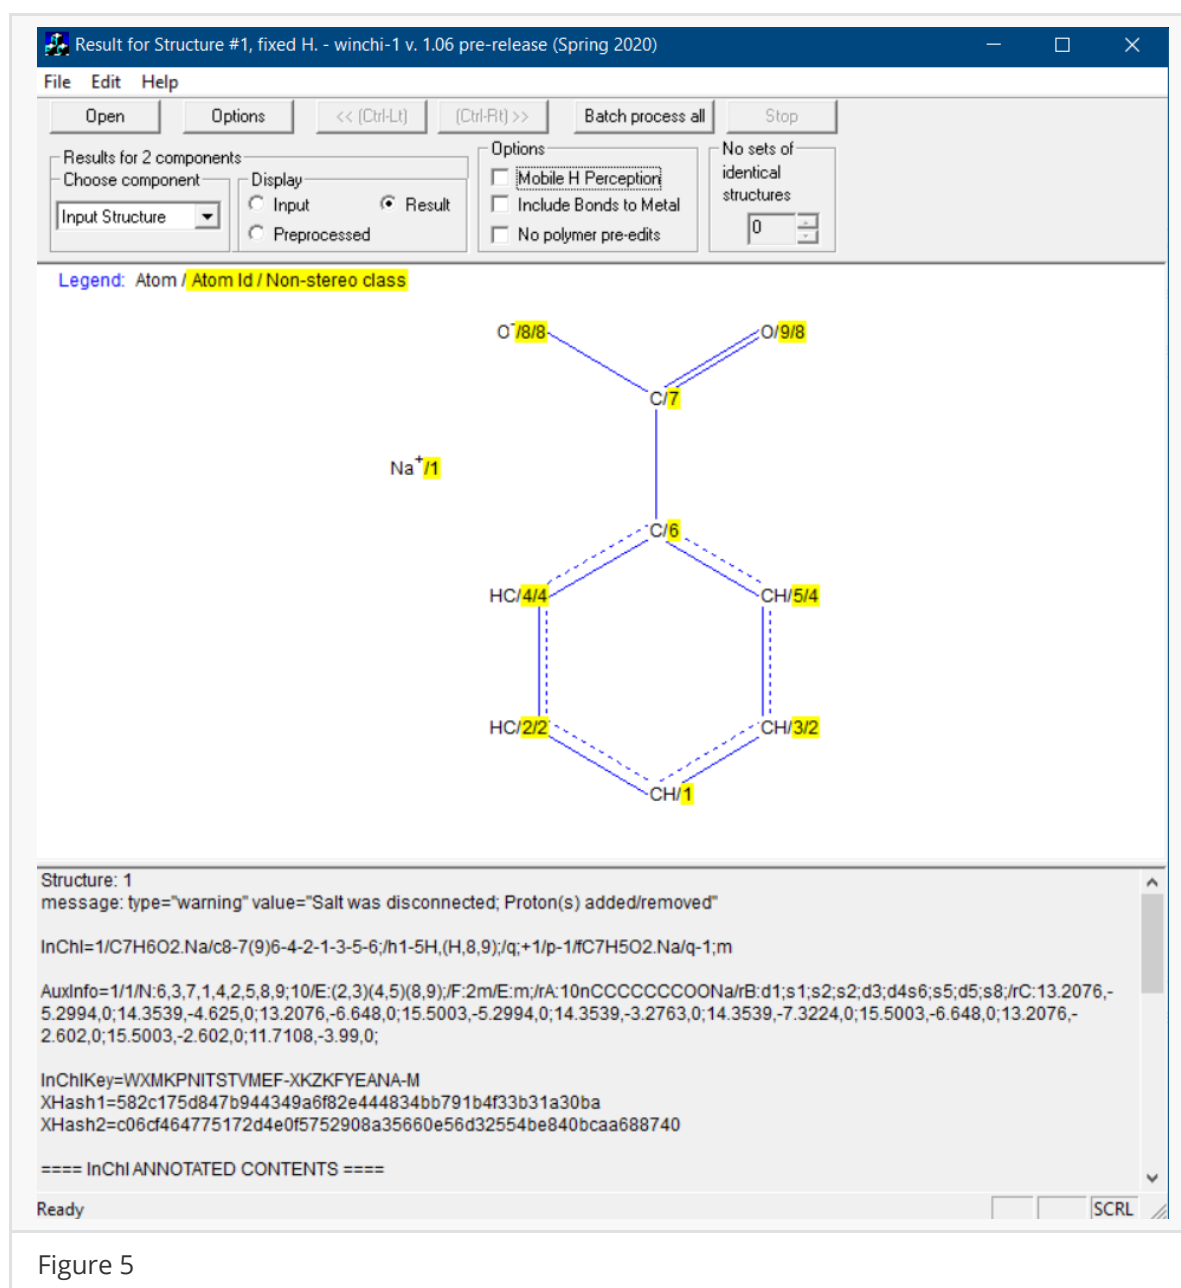 Result for Structure #1, fixed H. - winchi-1 v. 1.06 pre-release (Spring 2020)
File Edit Help
Open Options << (Ctrl-Lt) (Ctrl-Rt) >> Batch process all Stop
Results for 2 components
Choose component
Input Structure
Display
Input Result
Preprocessed
Options
Mobile H Perception
Include Bonds to Metal
No polymer pre-edits
No sets of
identical
structures
0
Legend: Atom / Atom Id / Non-stereo class
O-/8/8 O/9/8
C/7
Na+/1
C/6
HC/4/4 CH/5/4
HC/2/2 CH/3/2
CH/1
Structure: 1
message: type="warning" value="Salt was disconnected; Proton(s) added/removed"
InChI=1/C7H6O2.Na/c8-7(9)6-4-2-1-3-5-6;/h1-5H,(H,8,9);/q;+1/p-1/fC7H5O2.Na/q-1;m
AuxInfo=1/1/N:6,3,7,1,4,2,5,8,9;10/E:(2,3)(4,5)(8,9);/F:2m/E:m;/rA:10nCCCCCCCOONa/rB:d1;s1;s2;s2;d3;d4s6;s5;d5;s8;/rC:13.2076,-
5.2994,0;14.3539,-4.625,0;13.2076,-6.648,0;15.5003,-5.2994,0;14.3539,-3.2763,0;14.3539,-7.3224,0;15.5003,-6.648,0;13.2076,-
2.602,0;15.5003,-2.602,0;11.7108,-3.99,0;
InChIKey=WXMKPNITSTVMEF-XKZKFYEANA-M
XHash1=582c175d847b944349a6f82e444834bb791b4f33b31a30ba
XHash2=c06cf464775172d4e0f5752908a35660e56d32554be840bcaa688740
==== InChI ANNOTATED CONTENTS ====
Ready SCRL
Figure 5